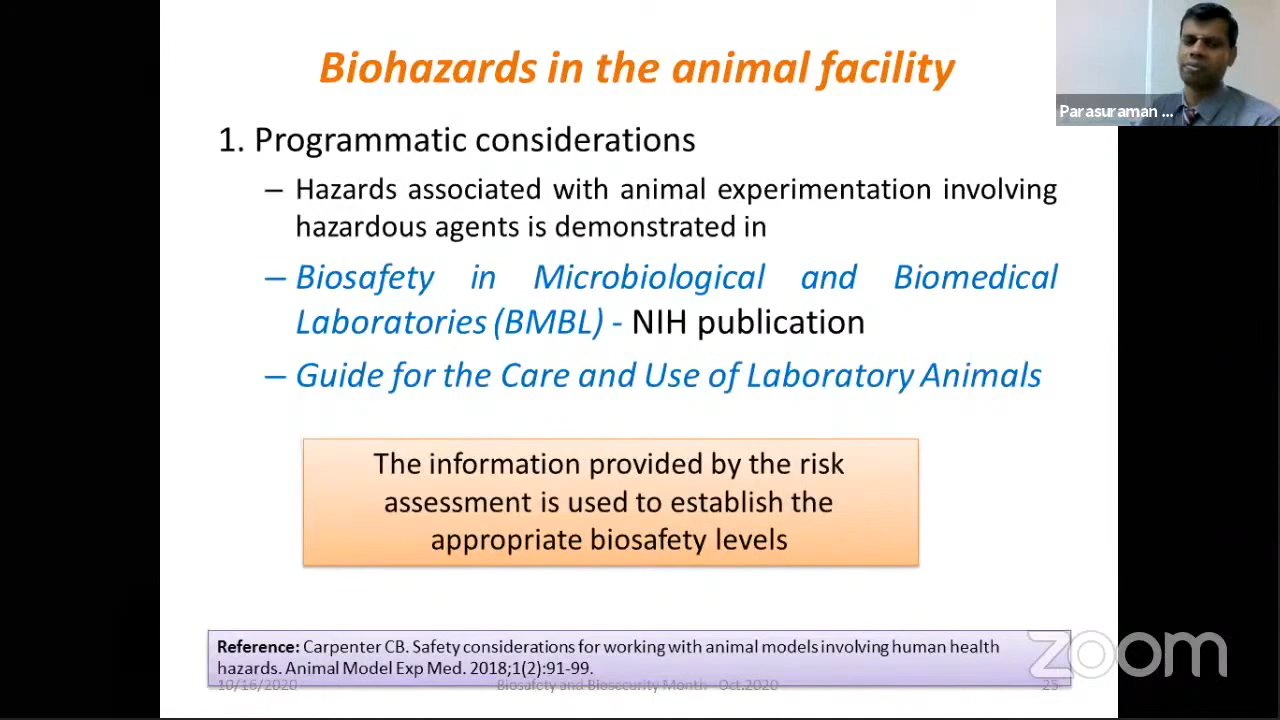 Biohazards in the animal facility
Parasuraman ...
1. Programmatic considerations
– Hazards associated with animal experimentation involving
hazardous agents is demonstrated in
– Biosafety in Microbiological and Biomedical
Laboratories (BMBL) - NIH publication
– Guide for the Care and Use of Laboratory Animals
The information provided by the risk
assessment is used to establish the
appropriate biosafety levels
Reference: Carpenter CB. Safety considerations for working with animal models involving human health
hazards. Animal Model Exp Med. 2018;1(2):91-99.
10/16/2020 Biosafety and Biosecurity Month - Oct.2020 25
zoom